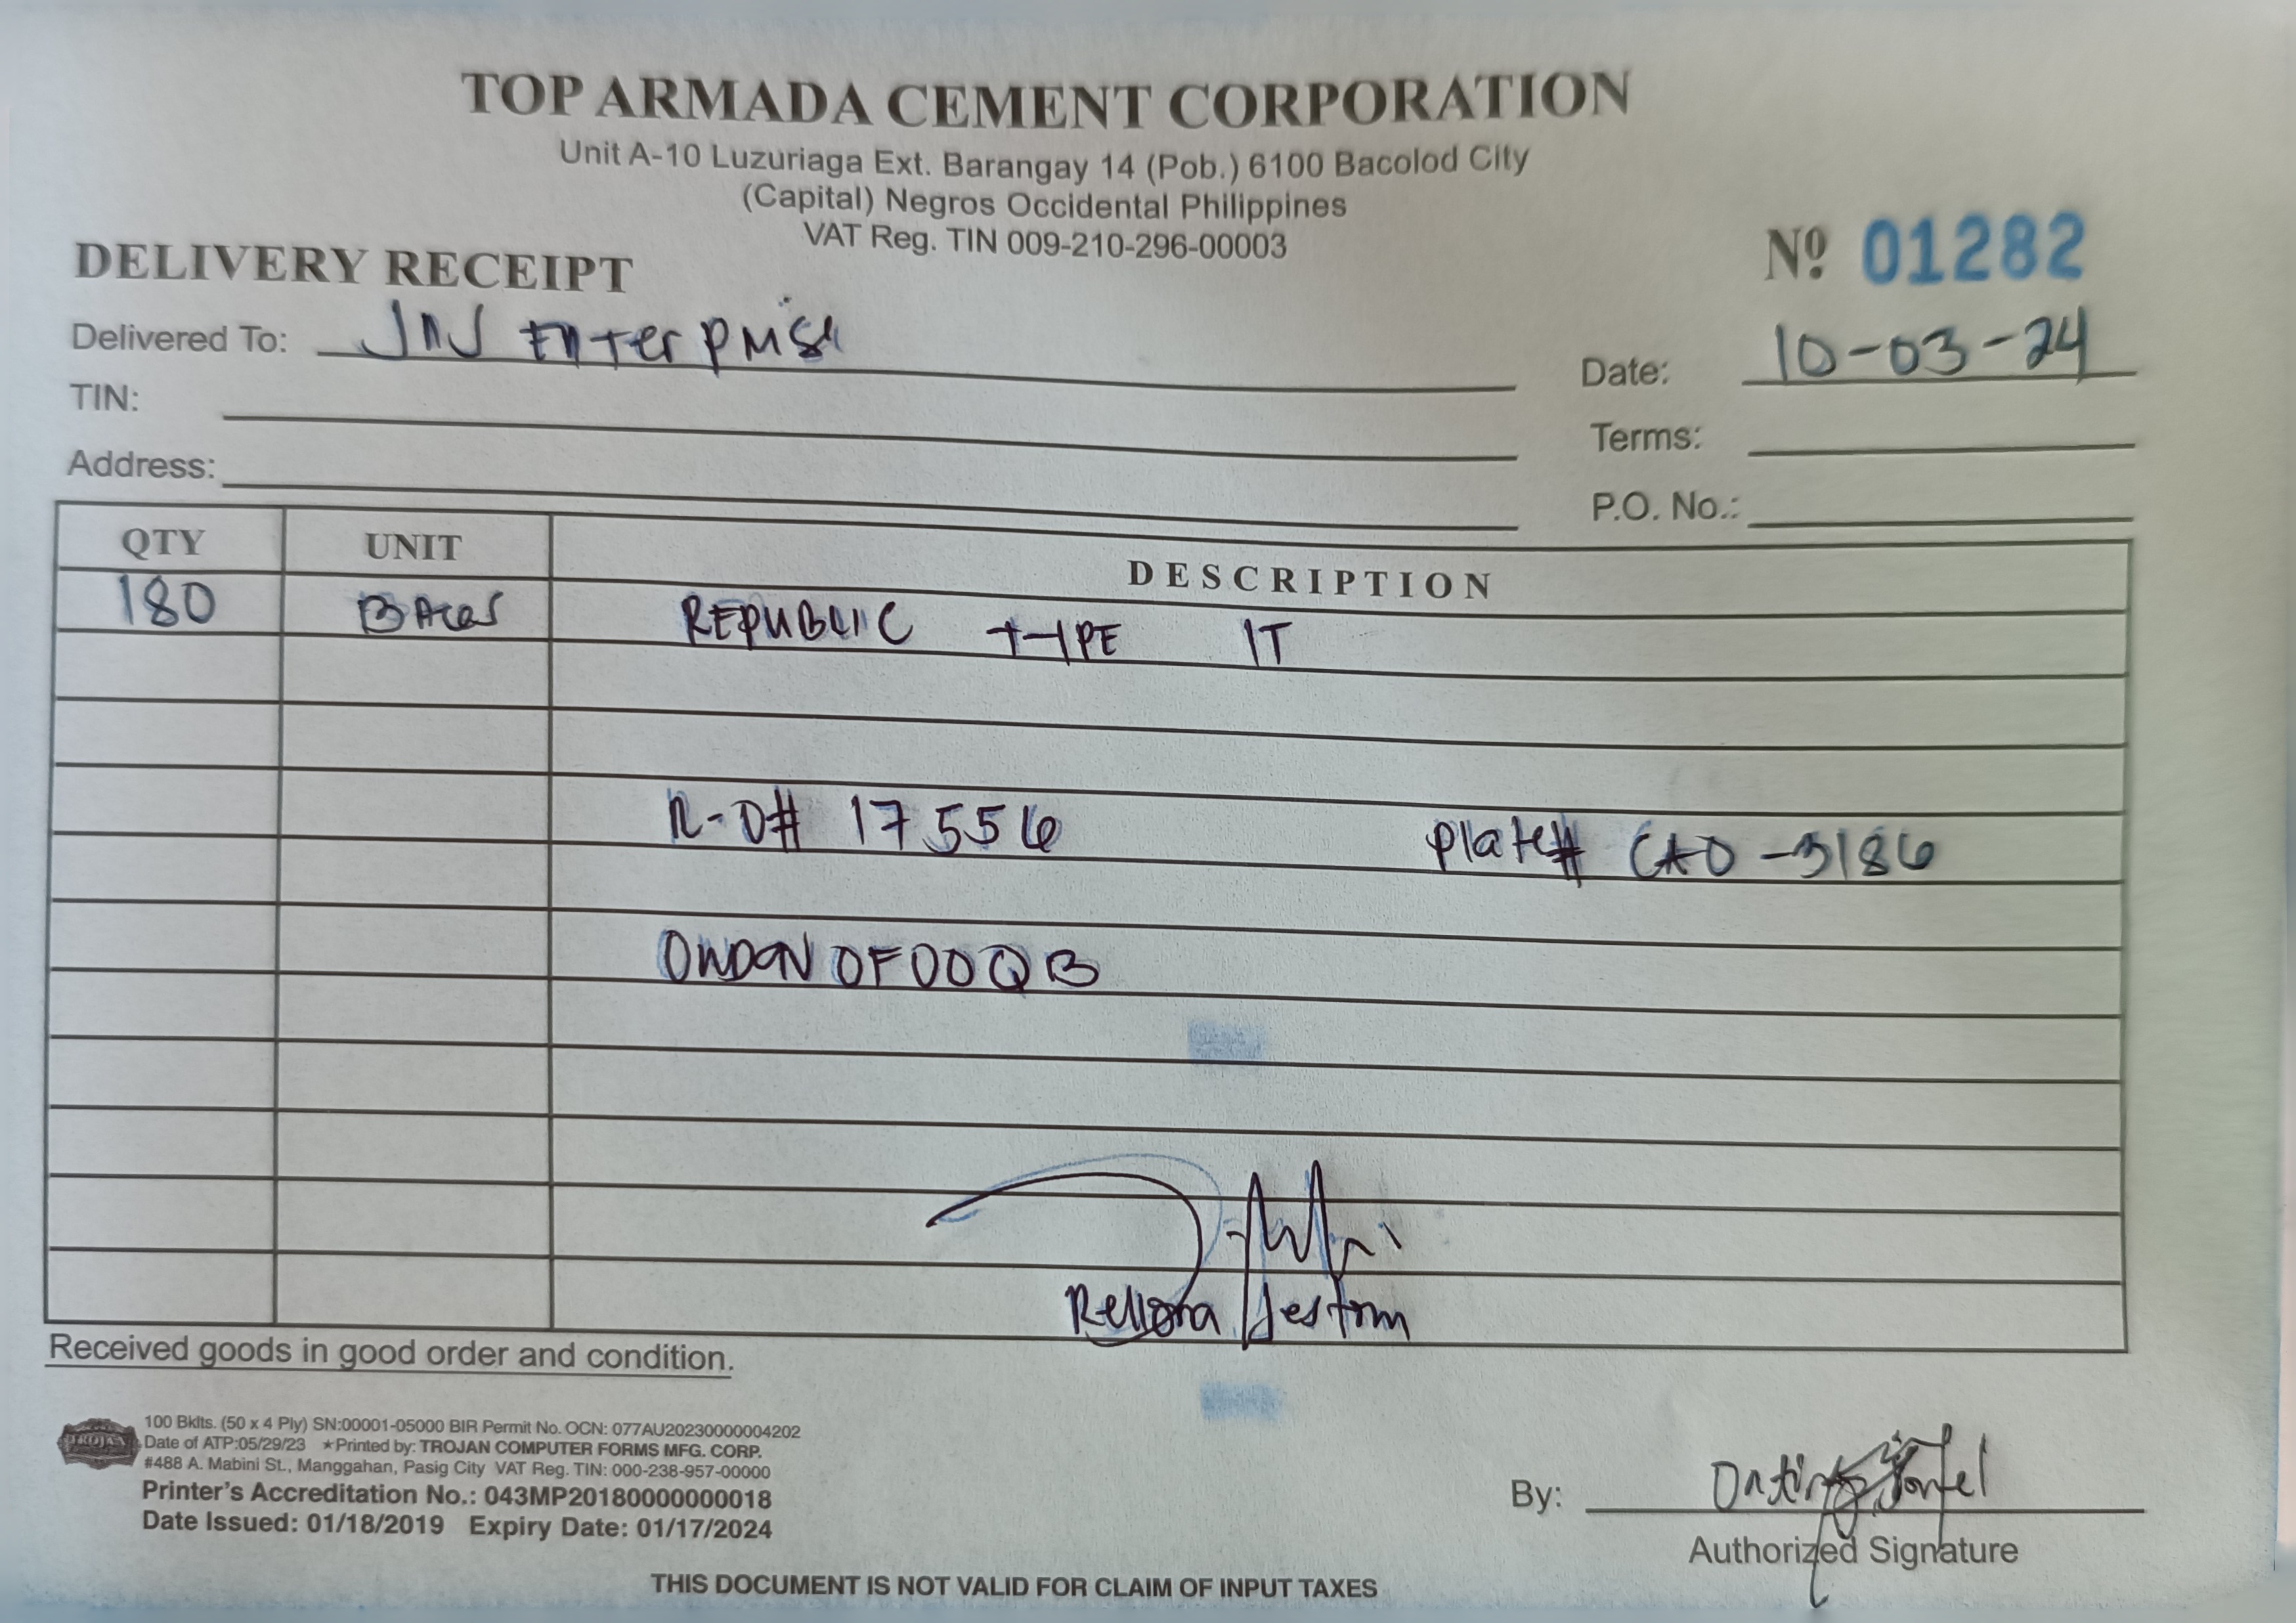 TOP ARMADA CEMENT CORPORATION
Unit A-10 Luzuriaga Ext. Barangay 14 (Pob.) 6100 Bacolod City
(Capital) Negros Occidental Philippines
VAT Reg. TIN 009-210-296-00003
DELIVERY RECEIPT
Nº 01282
Delivered To: JNJ Enterprise
Date: 10-03-24
TIN:
Terms:
Address:
P.O. No.:
QTY UNIT DESCRIPTION
180 BAGS REPUBLIC TYPE 1T
R-O# 17556 Plate# CAO-3186
Rellora Jestom
Received goods in good order and condition.
TROJAN
100 Bklts. (50 x 4 Ply) SN:00001-05000 BIR Permit No. OCN: 077AU20230000004202
Date of ATP:05/29/23 ★Printed by: TROJAN COMPUTER FORMS MFG. CORP.
#488 A. Mabini St., Manggahan, Pasig City VAT Reg. TIN: 000-238-957-00000
Printer's Accreditation No.: 043MP20180000000018
Date Issued: 01/18/2019 Expiry Date: 01/17/2024
By:
Authorized Signature
THIS DOCUMENT IS NOT VALID FOR CLAIM OF INPUT TAXES